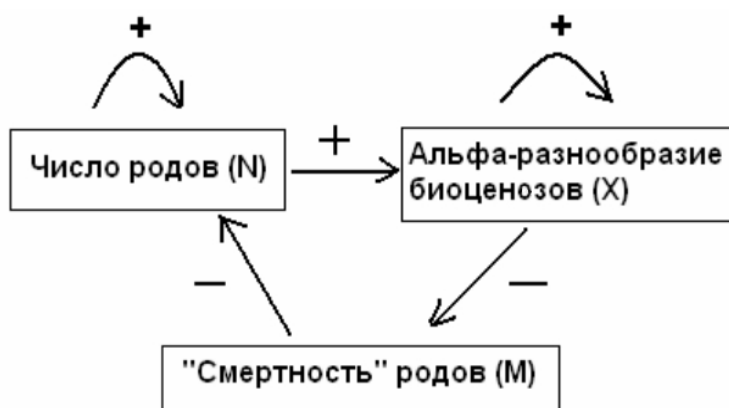 +
+
Число родов (N)
+
Альфа-разнообразие
биоценозов (X)
−
−
"Смертность" родов (M)